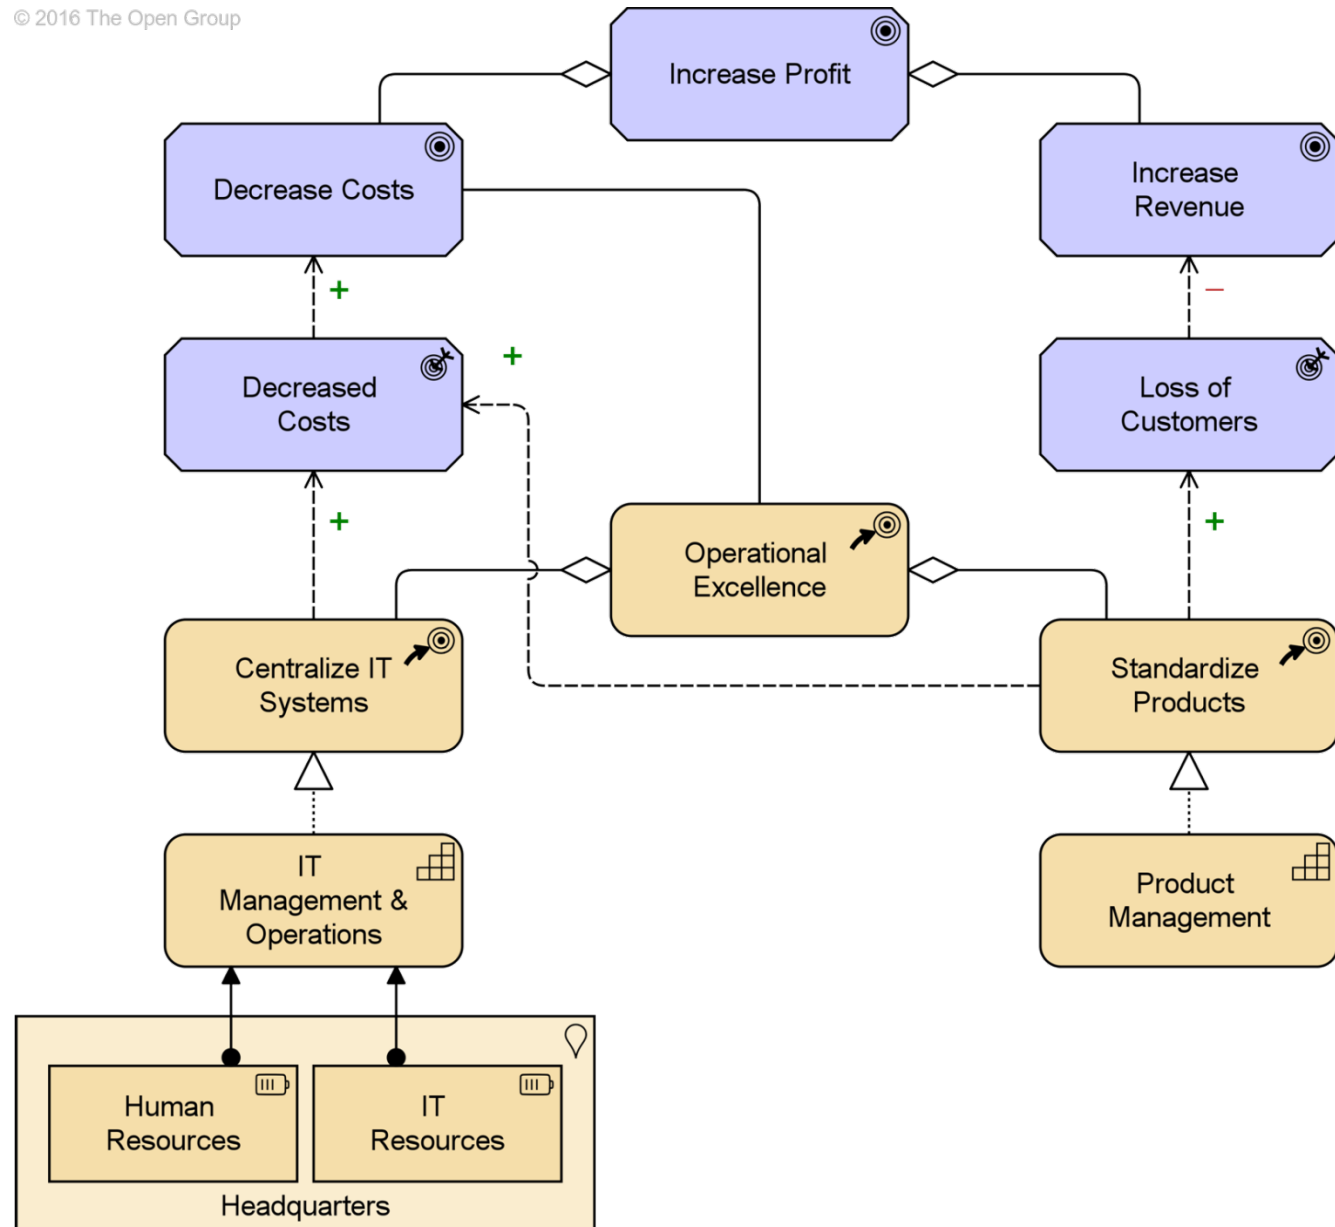 © 2016 The Open Group
Increase Profit
Decrease Costs
Increase
Revenue
+
−
Decreased
Costs
+
Loss of
Customers
+
+
Operational
Excellence
Centralize IT
Systems
Standardize
Products
IT
Management &
Operations
Product
Management
Human
Resources
IT
Resources
Headquarters